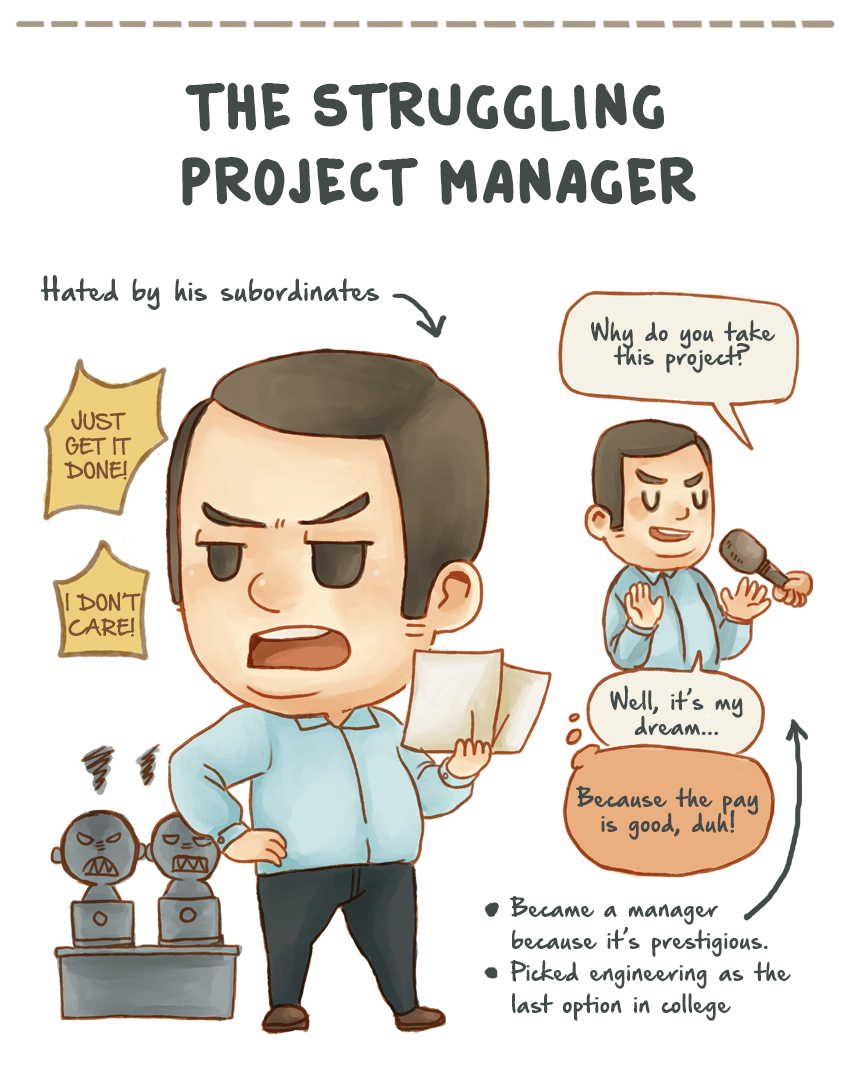 THE STRUGGLING
PROJECT MANAGER
Hated by his subordinates
JUST
GET IT
DONE!
I DON'T
CARE!
Why do you take
this project?
Well, it's my
dream...
Because the pay
is good, duh!
• Became a manager
because it's prestigious.
• Picked engineering as the
last option in college